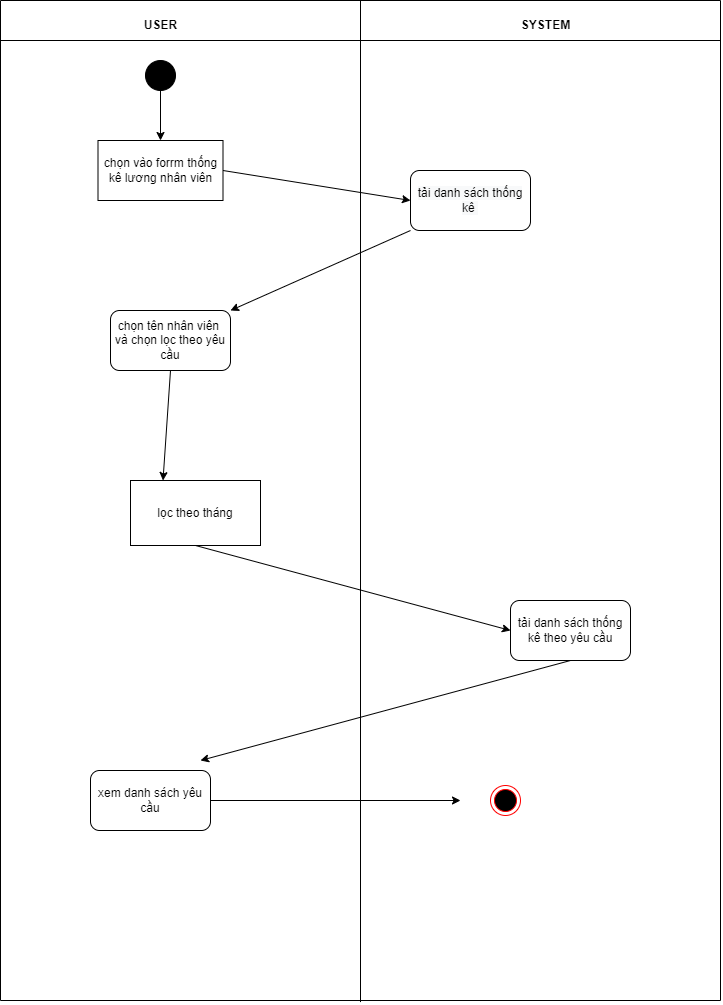 USER
SYSTEM
chọn vào forrm thống
kê lương nhân viên
tải danh sách thống
kê
chọn tên nhân viên
và chọn lọc theo yêu
cầu
lọc theo tháng
tải danh sách thống
kê theo yêu cầu
xem danh sách yêu
cầu